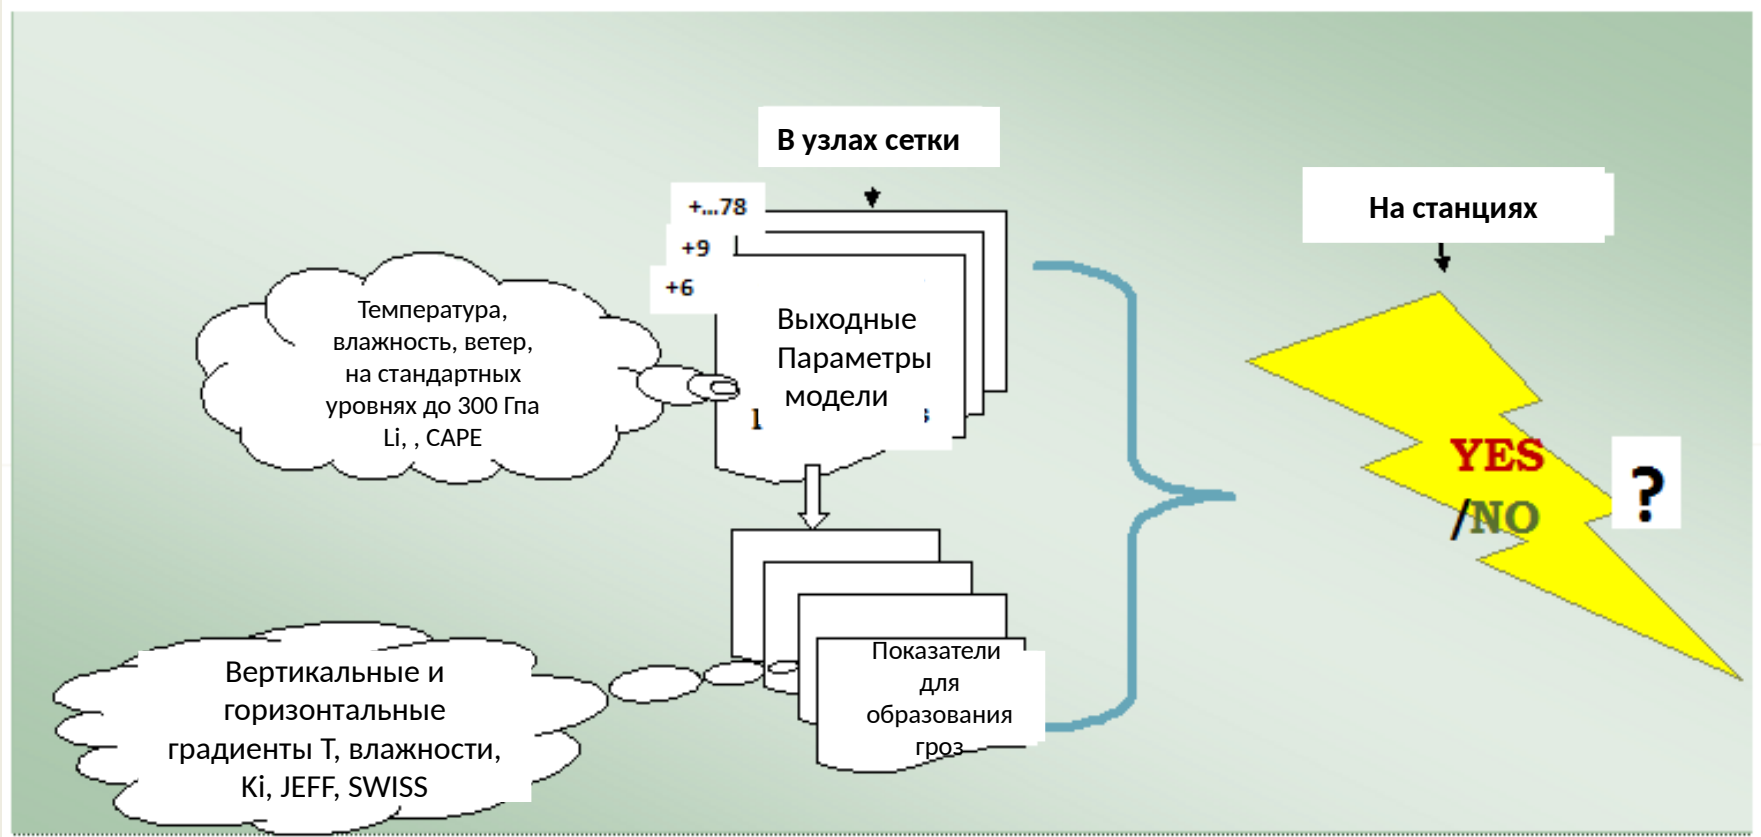 В узлах сетки
На станциях
+...78
+9
+6
Температура,
влажность, ветер,
на стандартных
уровнях до 300 Гпа
Li, , CAPE
Выходные
Параметры
модели
Показатели
для
образования
гроз
Вертикальные и
горизонтальные
градиенты Т, влажности,
Ki, JEFF, SWISS
YES
/NO
?